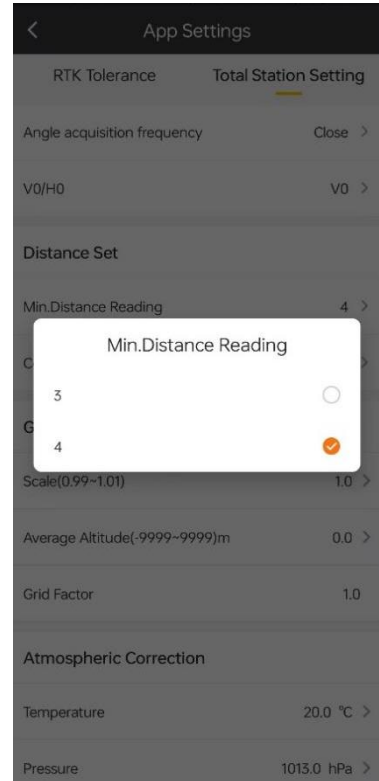 App Settings
RTK Tolerance Total Station Setting
Angle acquisition frequency Close
V0/H0 V0
Distance Set
Min.Distance Reading 4
Min.Distance Reading
3
4
Scale(0.99~1.01) 1.0
Average Altitude(-9999~9999)m 0.0
Grid Factor 1.0
Atmospheric Correction
Temperature 20.0 ℃
Pressure 1013.0 hPa